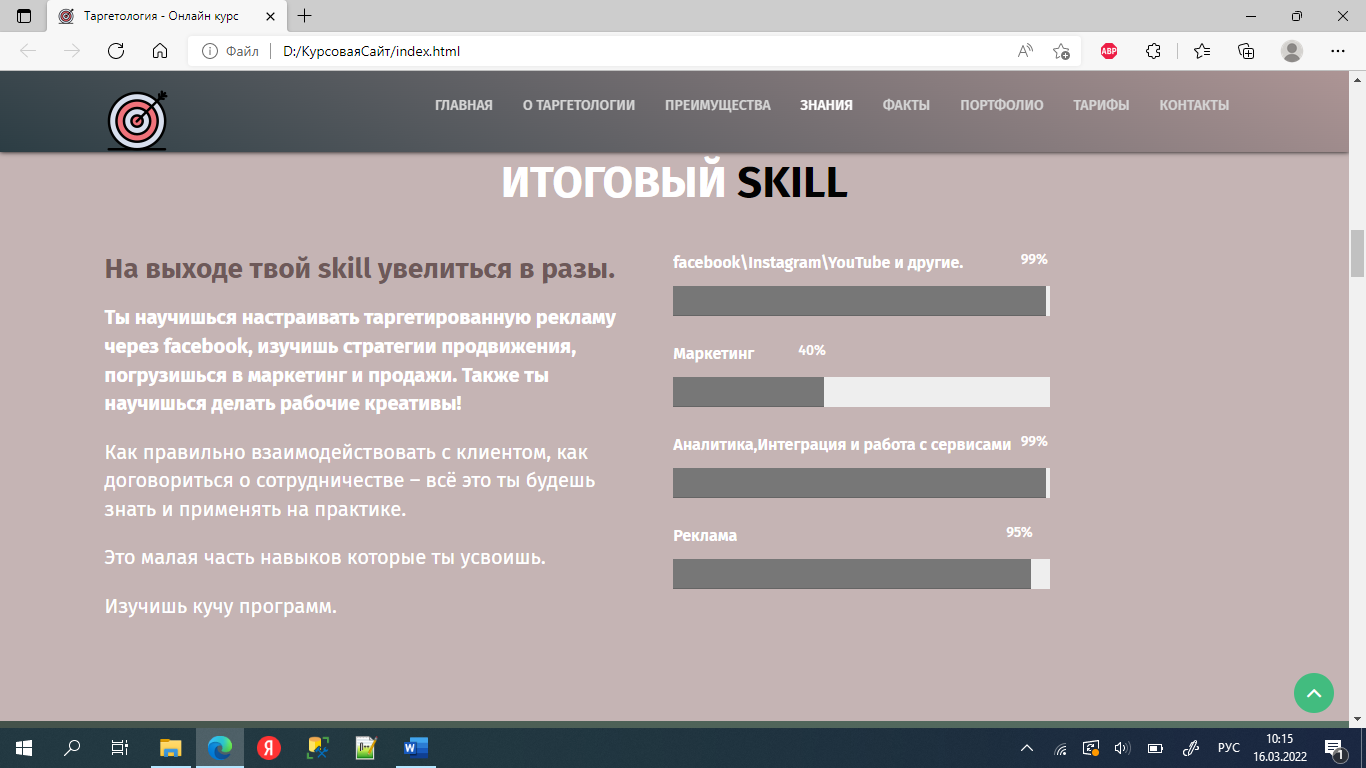 Таргетология - Онлайн курс
Файл
D:/КурсоваяСайт/index.html
ABP
ГЛАВНАЯ О ТАРГЕТОЛОГИИ ПРЕИМУЩЕСТВА ЗНАНИЯ ФАКТЫ ПОРТФОЛИО ТАРИФЫ КОНТАКТЫ
ИТОГОВЫЙ SKILL
На выходе твой skill увелиться в разы.
Ты научишься настраивать таргетированную рекламу
через facebook, изучишь стратегии продвижения,
погрузишься в маркетинг и продажи. Также ты
научишься делать рабочие креативы!
Как правильно взаимодействовать с клиентом, как
договориться о сотрудничестве – всё это ты будешь
знать и применять на практике.
Это малая часть навыков которые ты усвоишь.
Изучишь кучу программ.
facebook\Instagram\YouTube и другие. 99%
Маркетинг 40%
Аналитика,Интеграция и работа с сервисами 99%
Реклама 95%
РУС
10:15
16.03.2022
1